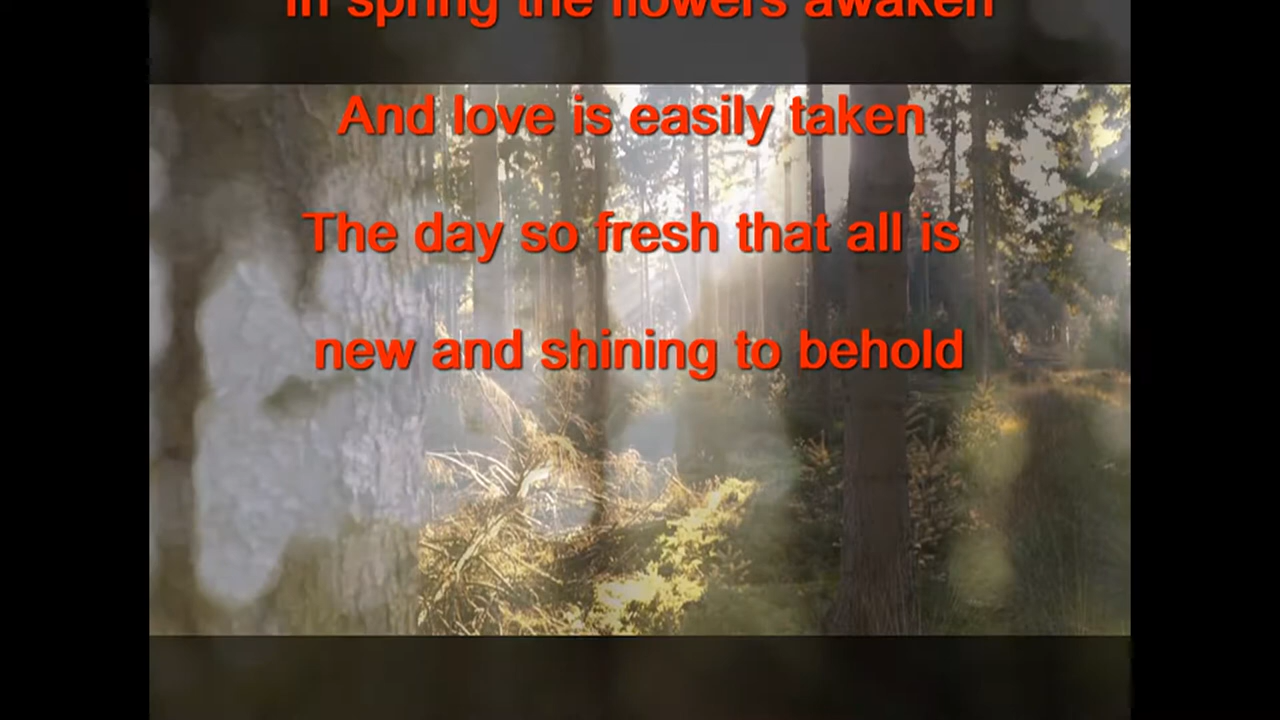 In spring the flowers awaken
And love is easily taken
The day so fresh that all is
new and shining to behold